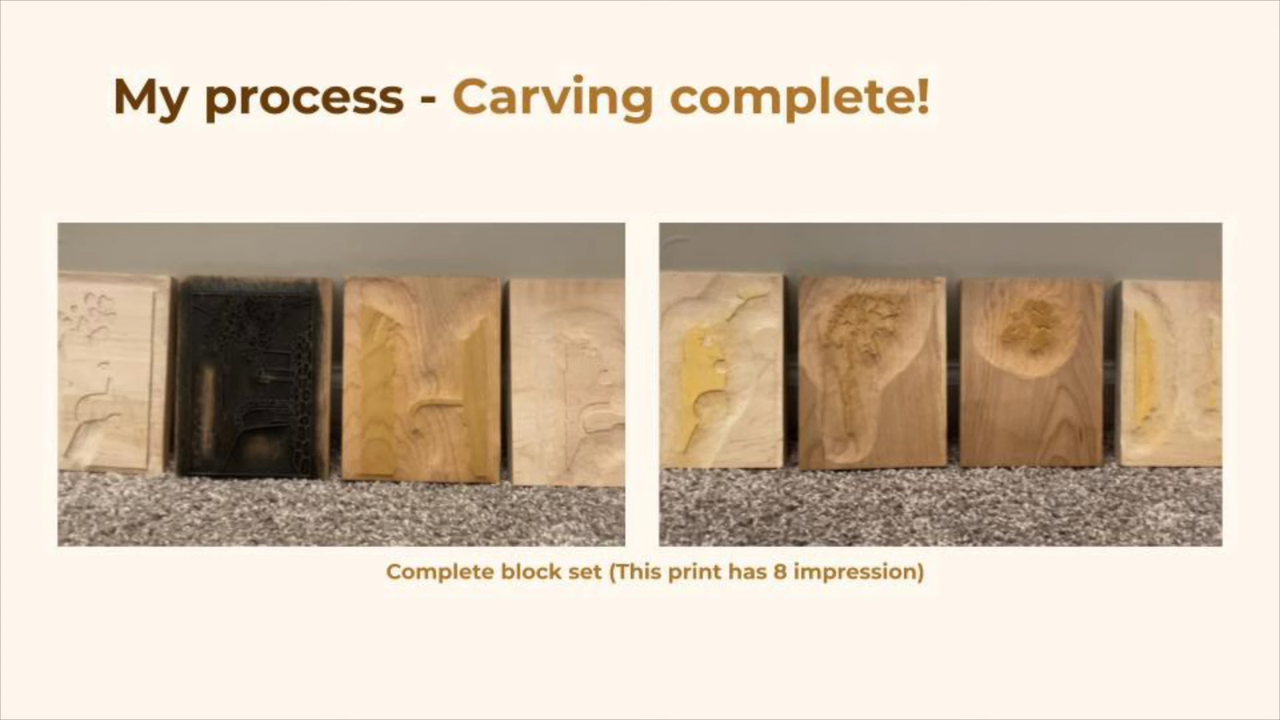 My process - Carving complete!
Complete block set (This print has 8 impression)